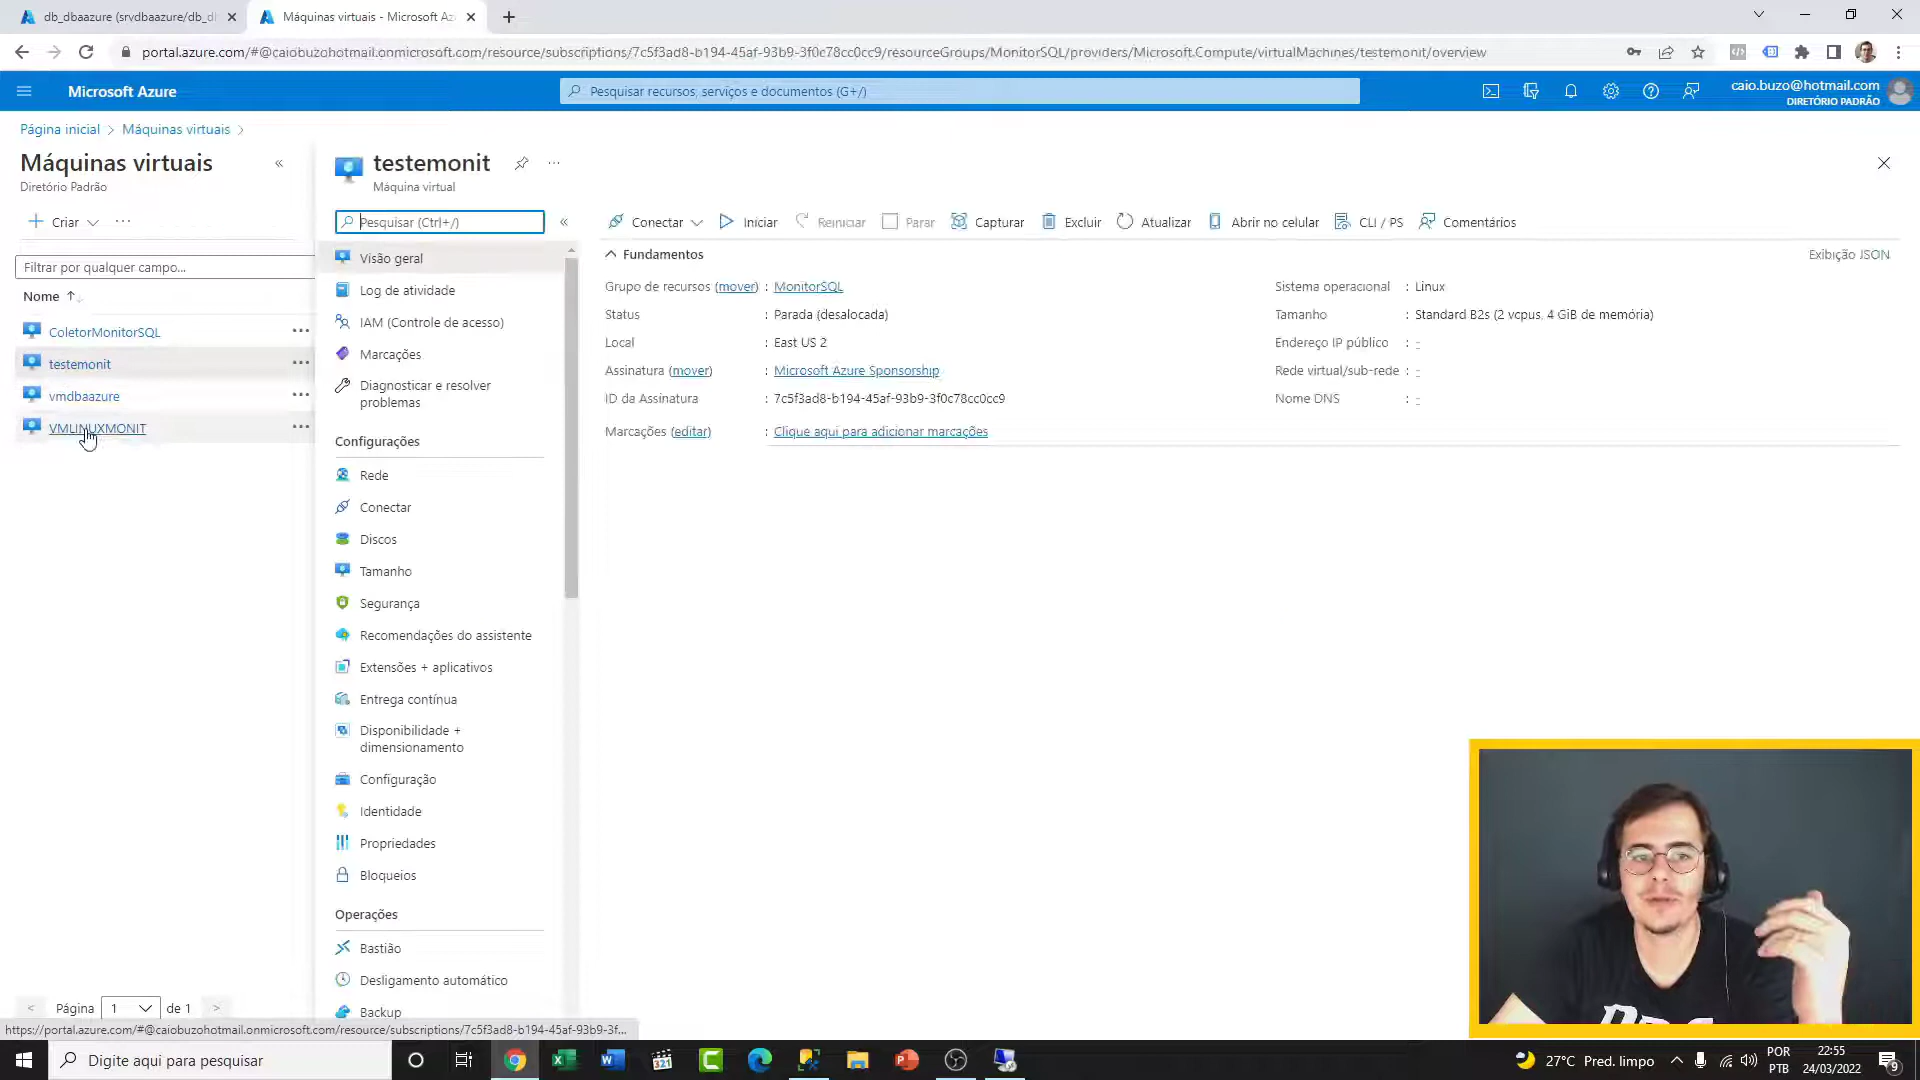 db_dbaazure (srvdbaazure/db_d
Máquinas virtuais - Microsoft Az
portal.azure.com/#@caiobuzohotmail.onmicrosoft.com/resource/subscriptions/7c5f3ad8-b194-45af-93b9-3f0c78cc0cc9/resourceGroups/MonitorSQL/providers/Microsoft.Compute/virtualMachines/testemonit/overview
Microsoft Azure
Pesquisar recursos, serviços e documentos (G+/)
caio.buzo@hotmail.com
DIRETÓRIO PADRÃO
Página inicial > Máquinas virtuais >
Máquinas virtuais
Diretório Padrão
testemonit
Máquina virtual
Criar
Filtrar por qualquer campo...
Nome ↑
ColetorMonitorSQL
testemonit
vmdbaazure
VMLINUXMONIT
Página 1 de 1
Pesquisar (Ctrl+/)
Visão geral
Log de atividade
IAM (Controle de acesso)
Marcações
Diagnosticar e resolver
problemas
Configurações
Rede
Conectar
Discos
Tamanho
Segurança
Recomendações do assistente
Extensões + aplicativos
Entrega contínua
Disponibilidade +
dimensionamento
Configuração
Identidade
Propriedades
Bloqueios
Operações
Bastião
Desligamento automático
Backup
Conectar Iniciar Reiniciar Parar Capturar Excluir Atualizar Abrir no celular CLI / PS Comentários
Fundamentos
Exibição JSON
Grupo de recursos (mover) : MonitorSQL
Status : Parada (desalocada)
Local : East US 2
Assinatura (mover) : Microsoft Azure Sponsorship
ID da Assinatura : 7c5f3ad8-b194-45af-93b9-3f0c78cc0cc9
Marcações (editar) : Clique aqui para adicionar marcações
Sistema operacional : Linux
Tamanho : Standard B2s (2 vcpus, 4 GiB de memória)
Endereço IP público : -
Rede virtual/sub-rede : -
Nome DNS : -
https://portal.azure.com/#@caiobuzohotmail.onmicrosoft.com/resource/subscriptions/7c5f3ad8-b194-45af-93b9-3f...
Digite aqui para pesquisar
27°C Pred. limpo
POR
PTB
22:55
24/03/2022
9